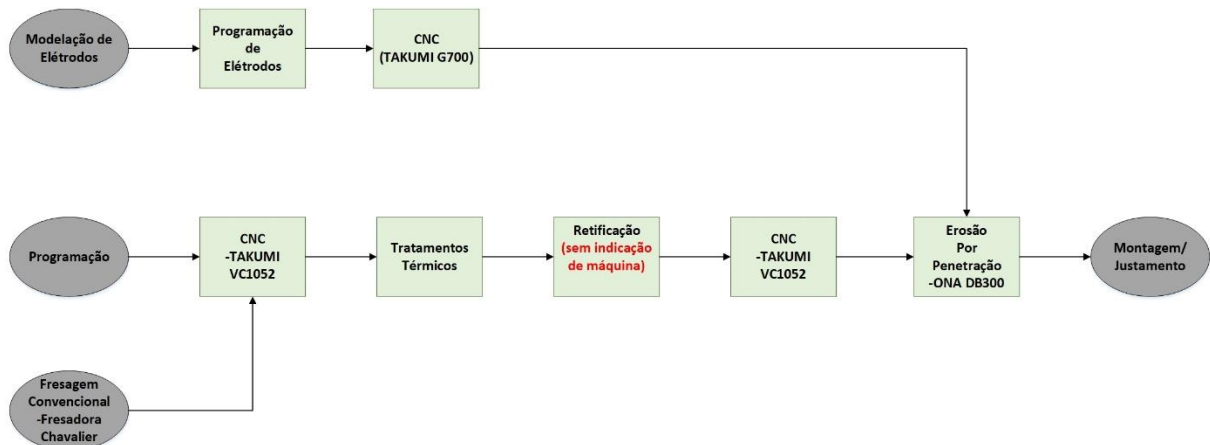 Modelação de
Elétrodos
Programação
de
Elétrodos
CNC
(TAKUMI G700)
Programação
CNC
-TAKUMI
VC1052
Tratamentos
Térmicos
Retificação
(sem indicação
de máquina)
CNC
-TAKUMI
VC1052
Erosão
Por
Penetração
-ONA DB300
Montagem/
Justamento
Fresagem
Convencional
-Fresadora
Chavalier